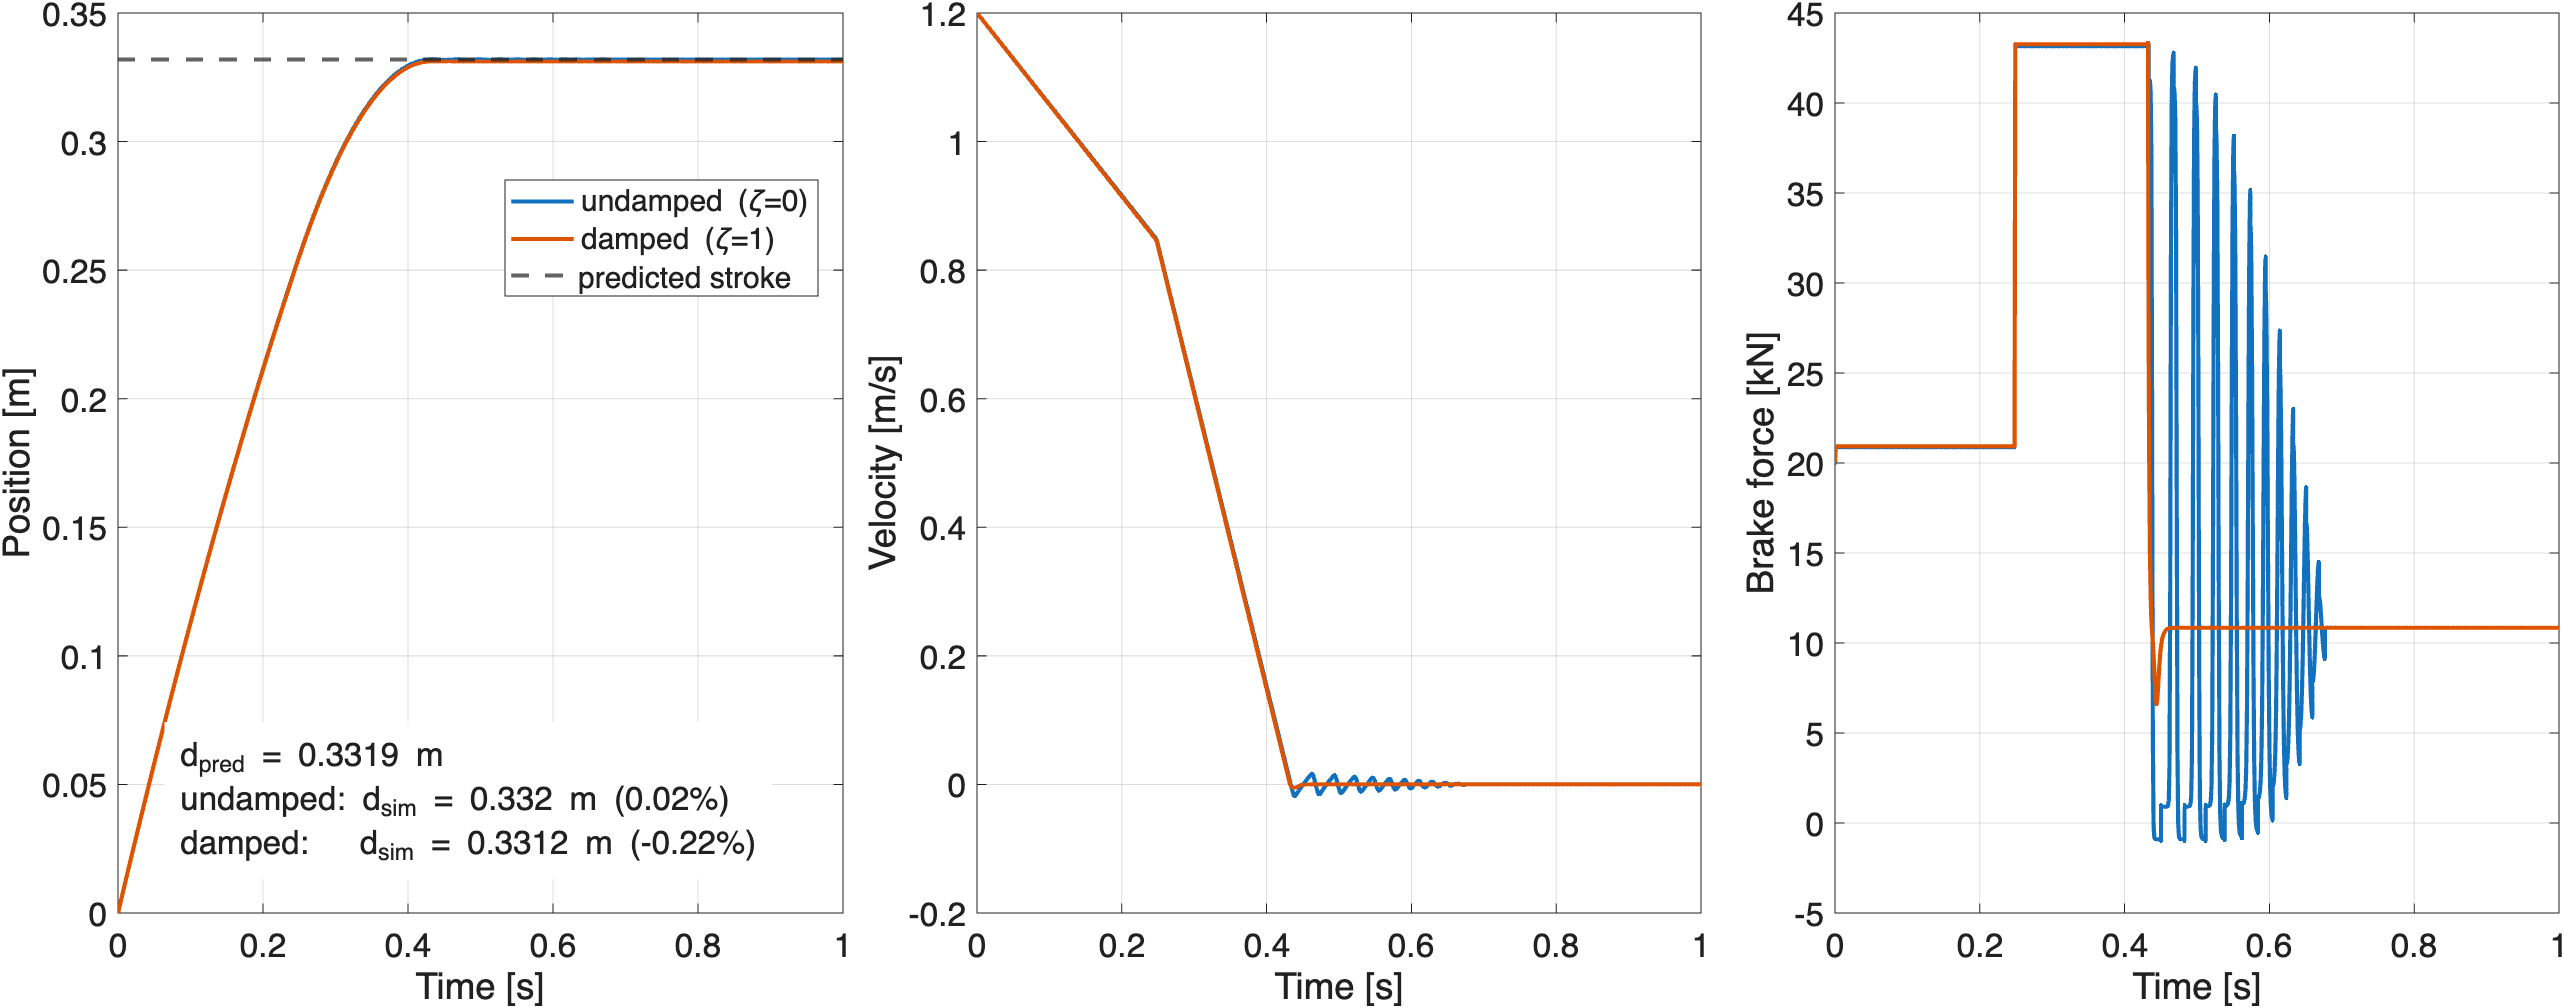 0.35
0.3
0.25
0.2
0.15
0.1
0.05
0
Position [m]
0 0.2 0.4 0.6 0.8 1
Time [s]
undamped (ζ=0)
damped (ζ=1)
predicted stroke
dpred = 0.3319 m
undamped: dsim = 0.332 m (0.02%)
damped: dsim = 0.3312 m (-0.22%)
1.2
1
0.8
0.6
0.4
0.2
0
-0.2
Velocity [m/s]
0 0.2 0.4 0.6 0.8 1
Time [s]
45
40
35
30
25
20
15
10
5
0
-5
Brake force [kN]
0 0.2 0.4 0.6 0.8 1
Time [s]